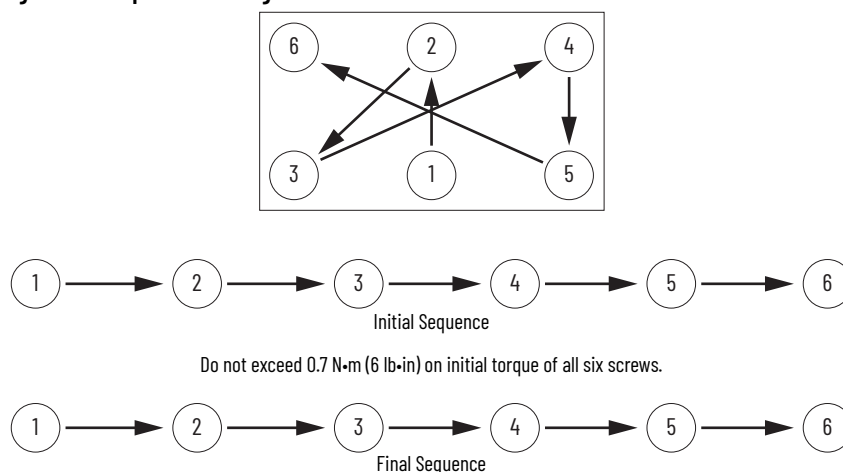 6 2 4
3 1 5
1 2 3 4 5 6
Initial Sequence
Do not exceed 0.7 N•m (6 lb•in) on initial torque of all six screws.
1 2 3 4 5 6
Final Sequence